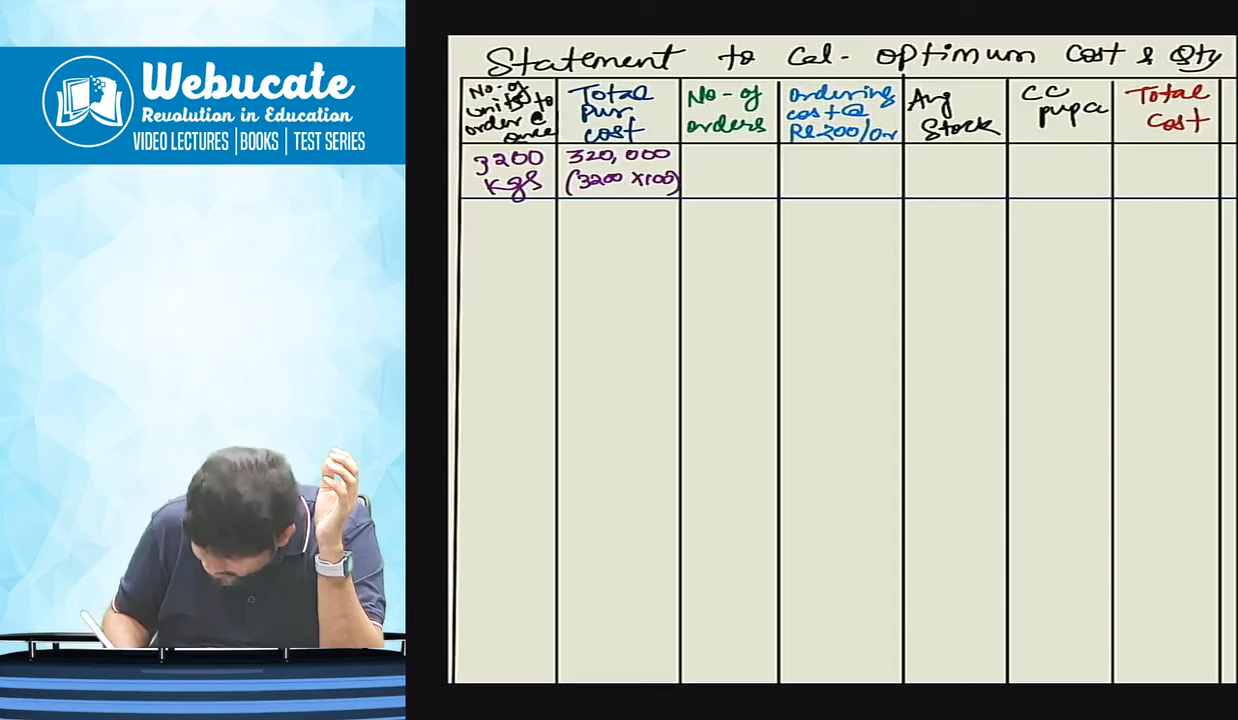 Webucate
Revolution in Education
VIDEO LECTURES | BOOKS | TEST SERIES
Statement to Cal- optimum Cost & Qty
No-of units to order @ once
Total pur cost
No-of orders
ordering cost @ RS 200/Or
Avg Stock
CC pupa
Total Cost
3200 Kgs
320,000
(3200 X100)